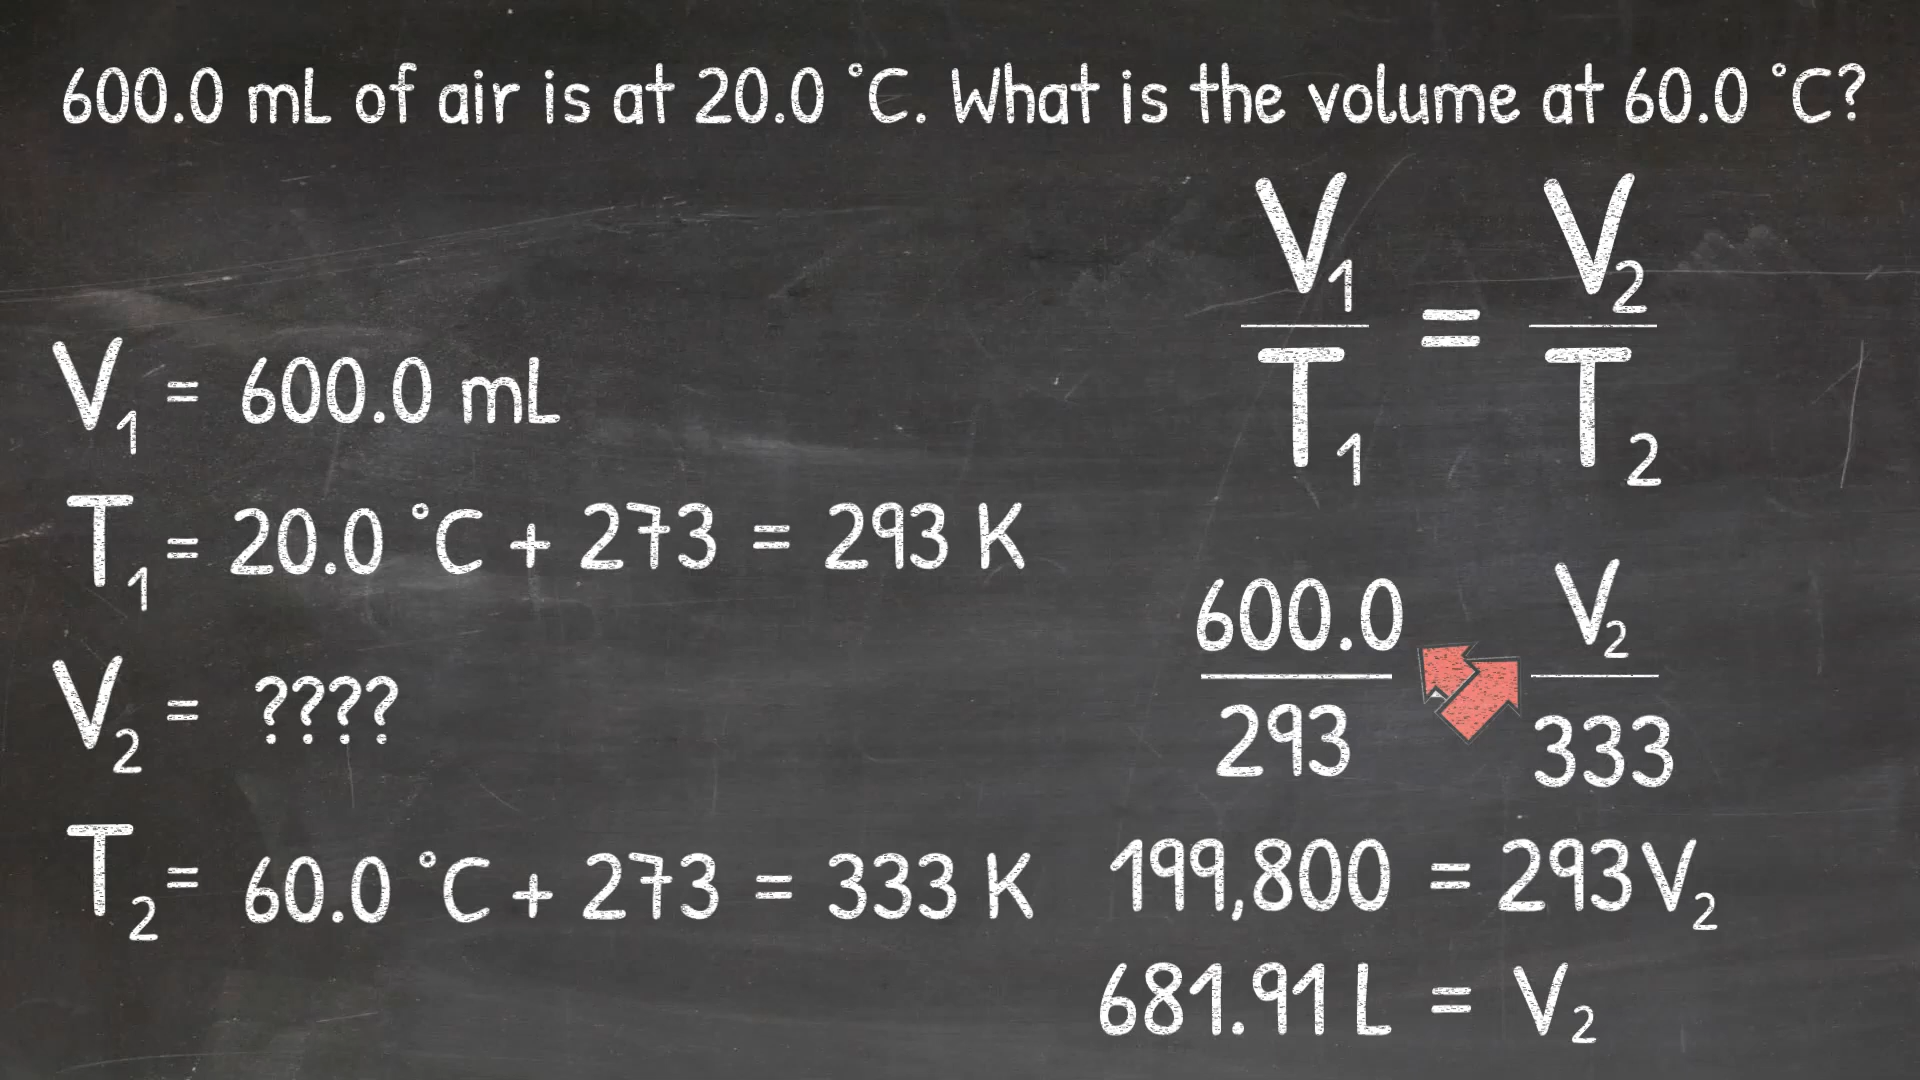 600.0 mL of air is at 20.0 °C. What is the volume at 60.0 °C?
V₁ = 600.0 mL
T₁ = 20.0 °C + 273 = 293 K
V₂ = ????
T₂ = 60.0 °C + 273 = 333 K
V₁/T₁ = V₂/T₂
600.0/293 V₂/333
199,800 = 293V₂
681.91 L = V₂